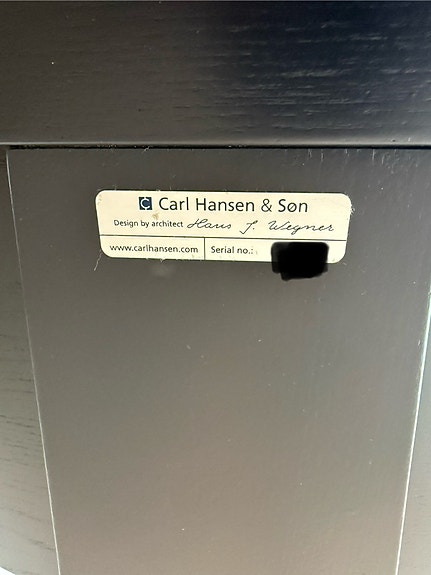 Carl Hansen & Søn
Design by architect Hans J. Wegner
www.carlhansen.com Serial no.: